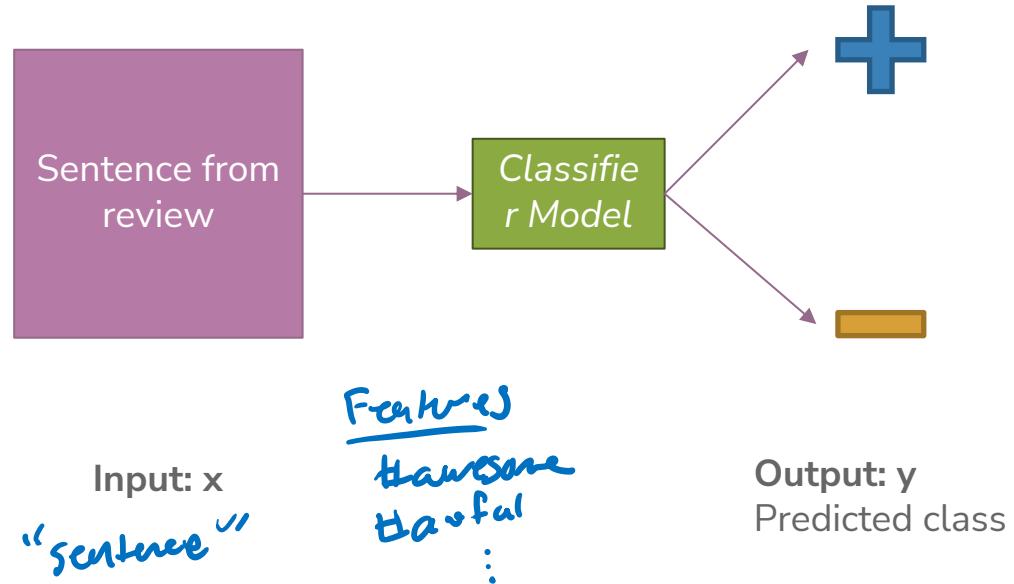 Sentence from
review
Classifie
r Model
Features
#awesome
#awful
⋮
Input: x
"sentence"
Output: y
Predicted class